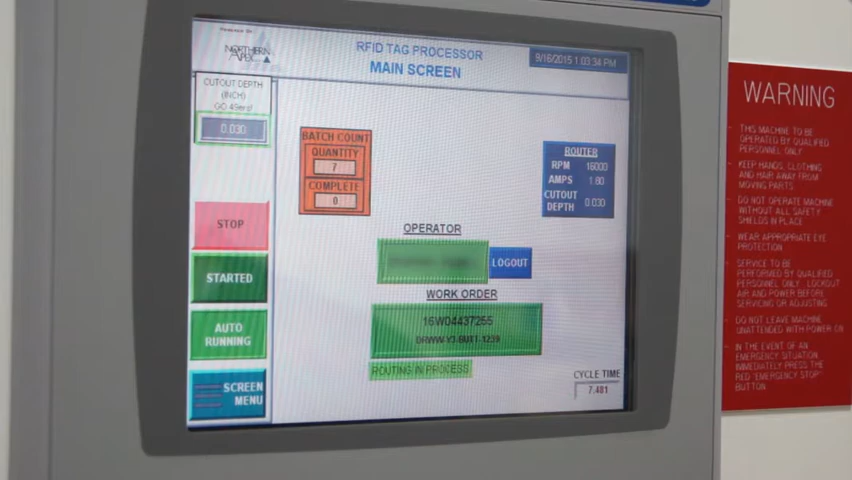 Powered By
NORTHERN
APEX
RFID TAG PROCESSOR
MAIN SCREEN
9/16/2015 1:03:34 PM
CUTOUT DEPTH
(INCH)
0.030
BATCH COUNT
QUANTITY
7
COMPLETE
0
ROUTER
RPM 16000
AMPS 1.80
CUTOUT
DEPTH 0.030
STOP
STARTED
AUTO
RUNNING
SCREEN
MENU
OPERATOR
LOGOUT
WORK ORDER
16W04437255
ROUTING IN PROCESS
CYCLE TIME
7.481
WARNING
- THIS MACHINE TO BE
OPERATED BY QUALIFIED
PERSONNEL ONLY
- KEEP HANDS, CLOTHING
AND HAIR AWAY FROM
MOVING PARTS
- DO NOT OPERATE MACHINE
WITHOUT ALL SAFETY
SHIELDS IN PLACE
- WEAR APPROPRIATE EYE
PROTECTION
- SERVICE TO BE
PERFORMED BY QUALIFIED
PERSONNEL ONLY. LOCKOUT
AIR AND POWER BEFORE
SERVICING OR ADJUSTING
- DO NOT LEAVE MACHINE
UNATTENDED WITH POWER ON
- IN THE EVENT OF AN
EMERGENCY SITUATION
IMMEDIATELY PRESS THE
RED "EMERGENCY STOP"
BUTTON